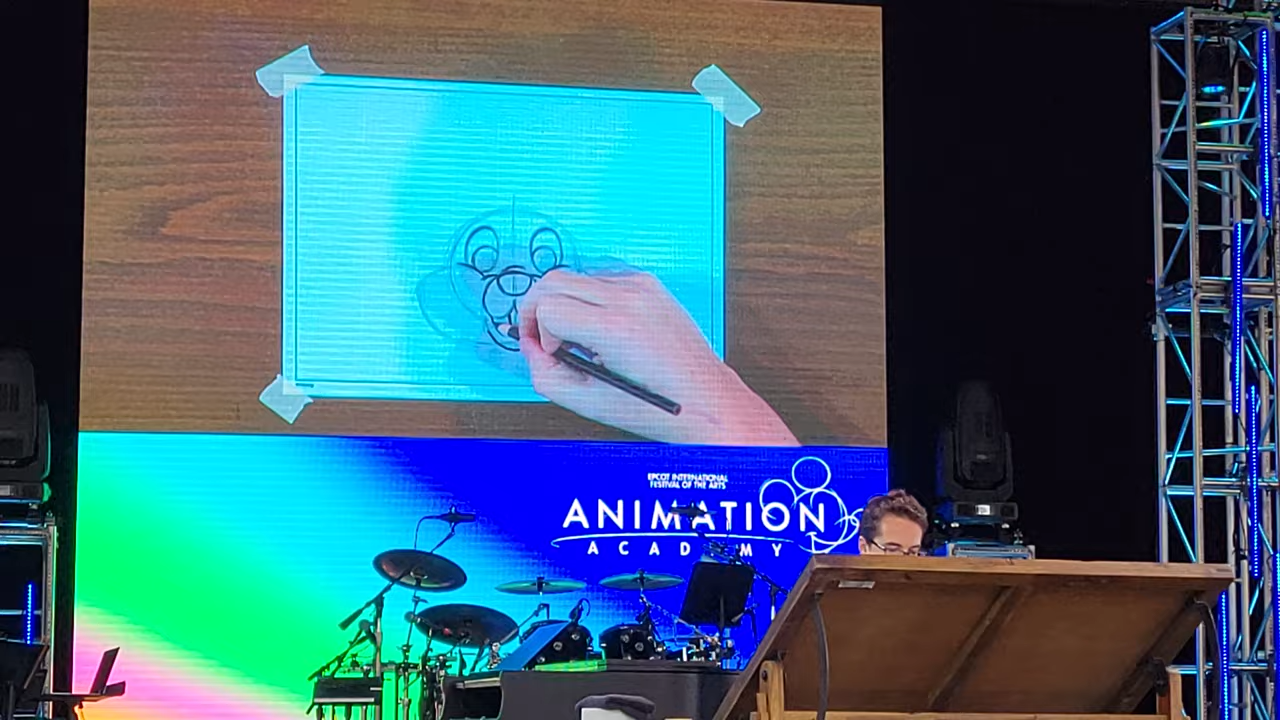 EPCOT INTERNATIONAL
FESTIVAL OF THE ARTS
ANIMATION
ACADEMY